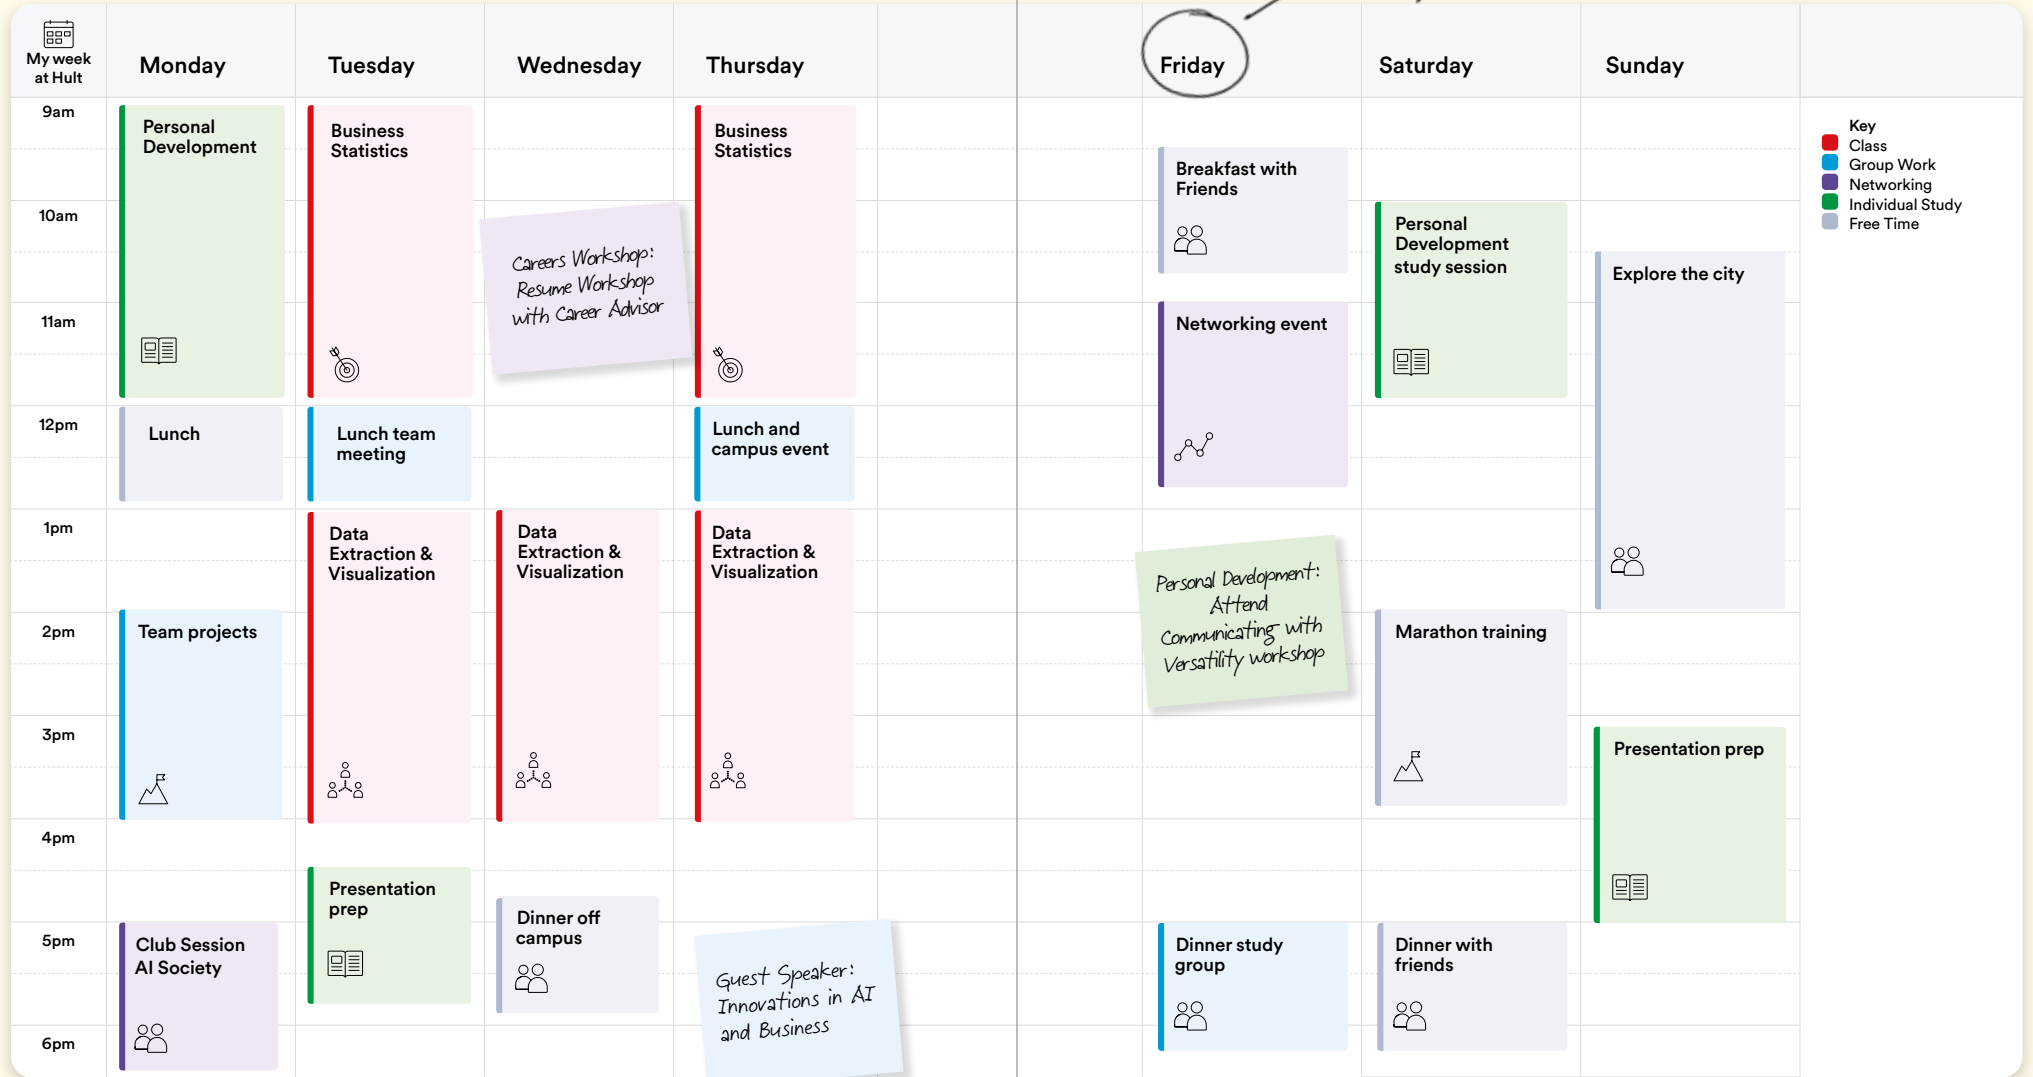 My week
at Hult
Monday
Tuesday
Wednesday
Thursday
Friday
Saturday
Sunday
9am
10am
11am
12pm
1pm
2pm
3pm
4pm
5pm
6pm
Personal
Development
Lunch
Team projects
Club Session
AI Society
Business
Statistics
Lunch team
meeting
Data
Extraction &
Visualization
Presentation
prep
Careers Workshop:
Resume Workshop
with Career Advisor
Data
Extraction &
Visualization
Dinner off
campus
Business
Statistics
Lunch and
campus event
Data
Extraction &
Visualization
Guest Speaker:
Innovations in AI
and Business
Breakfast with
Friends
Networking event
Personal Development:
Attend
Communicating with
Versatility workshop
Dinner study
group
Personal
Development
study session
Marathon training
Dinner with
friends
Explore the city
Presentation prep
Key
Class
Group Work
Networking
Individual Study
Free Time